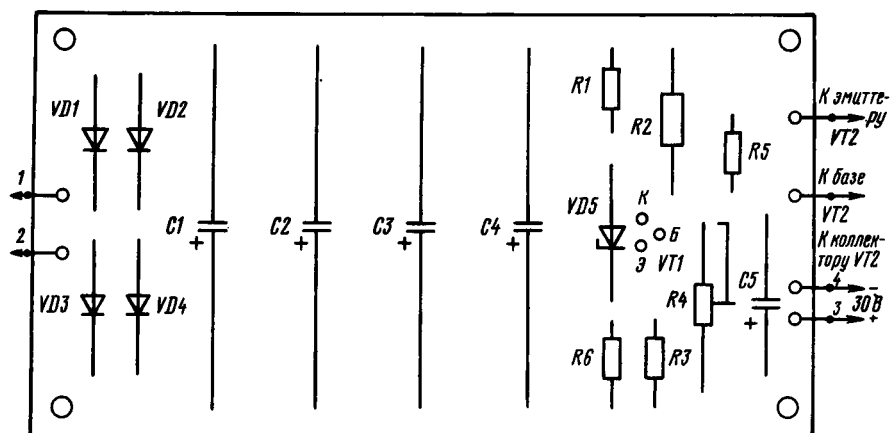 VD1
VD2
1
2
VD3
VD4
C1
+
C2
+
C3
+
C4
+
R1
R2
R5
VD5
К
Б
Э
VT1
R4
C5
+
R6
R3
К эмитте-
ру
VT2
К базе
VT2
К коллек-
тору VT2
4
–
30В
3
+